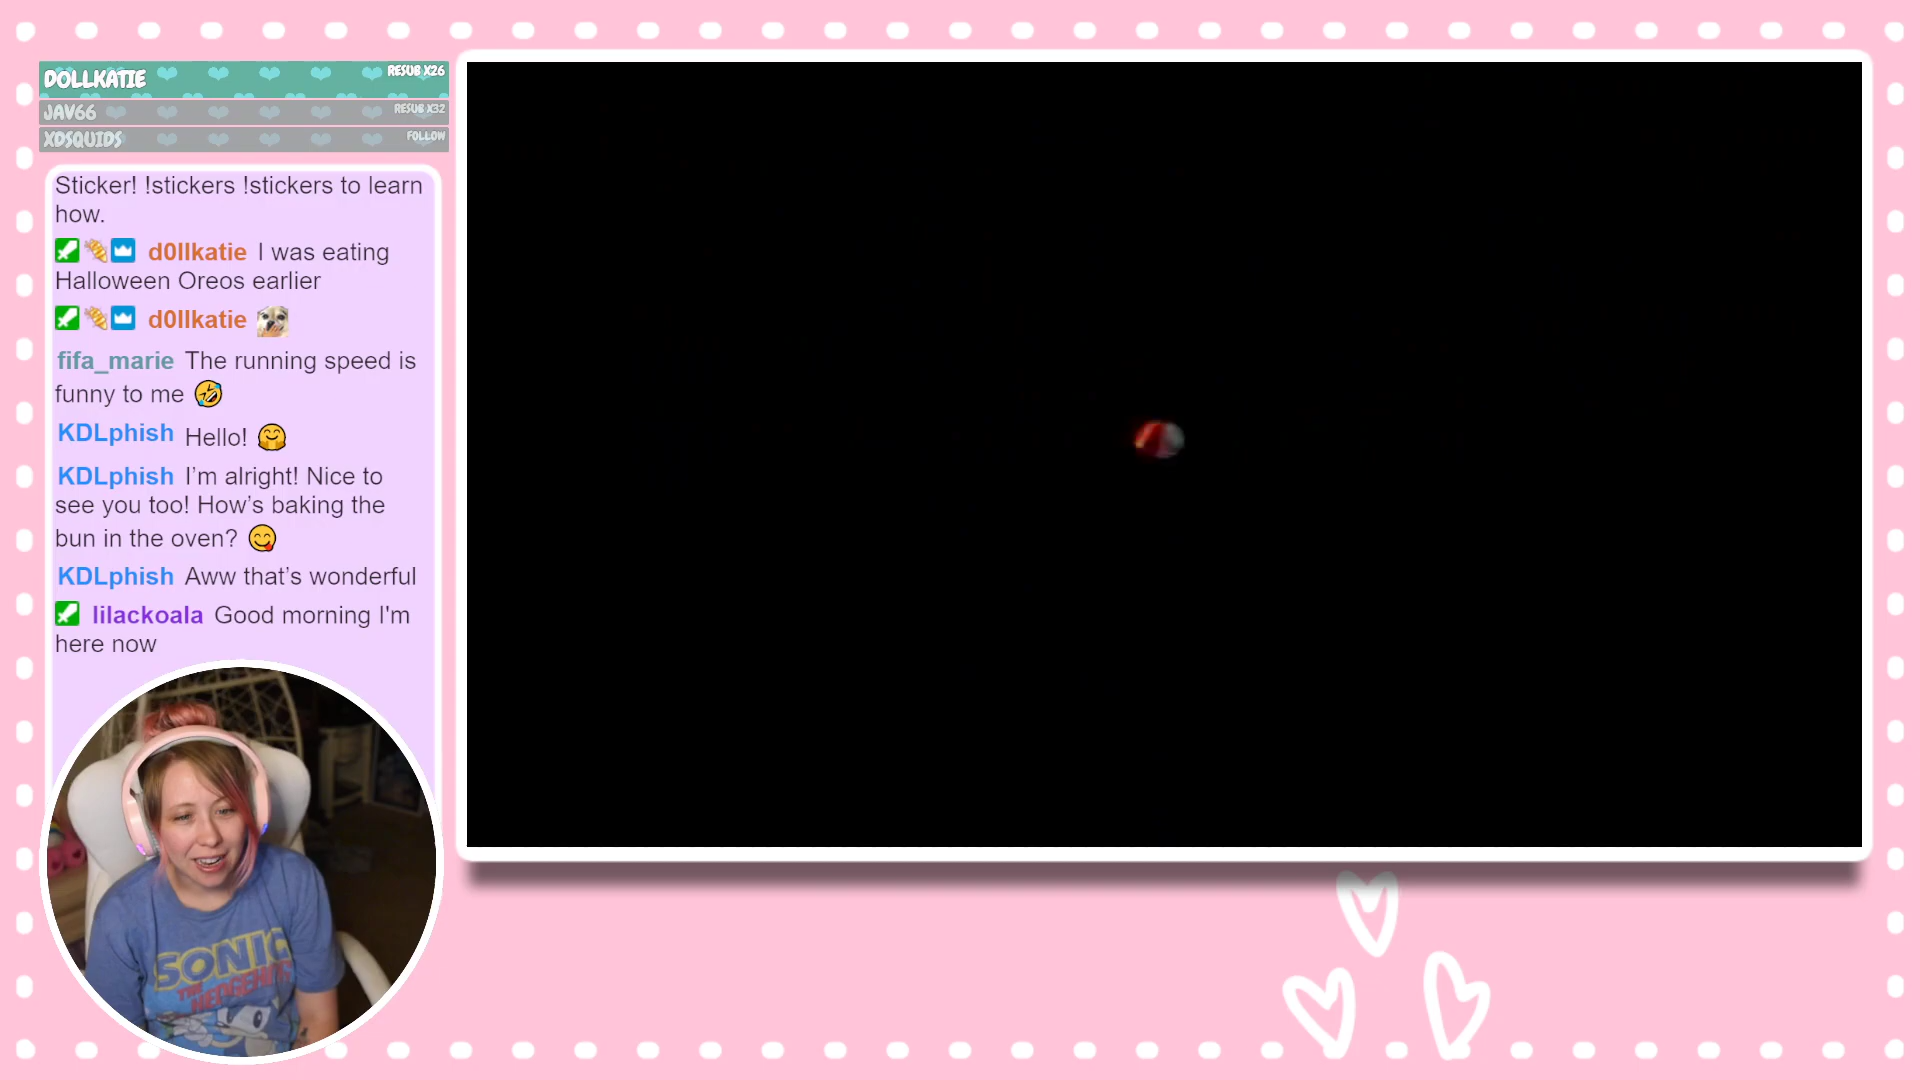 DOLLKATIE RESUB X26
JAV66 RESUB X32
XDSQUIDS FOLLOW
Sticker! !stickers !stickers to learn
how.
d0llkatie I was eating
Halloween Oreos earlier
d0llkatie
fifa_marie The running speed is
funny to me 🤣
KDLphish Hello! 🤗
KDLphish I’m alright! Nice to
see you too! How’s baking the
bun in the oven? 😋
KDLphish Aww that’s wonderful
lilackoala Good morning I'm
here now
SONIC
THE
HEDGEHOG